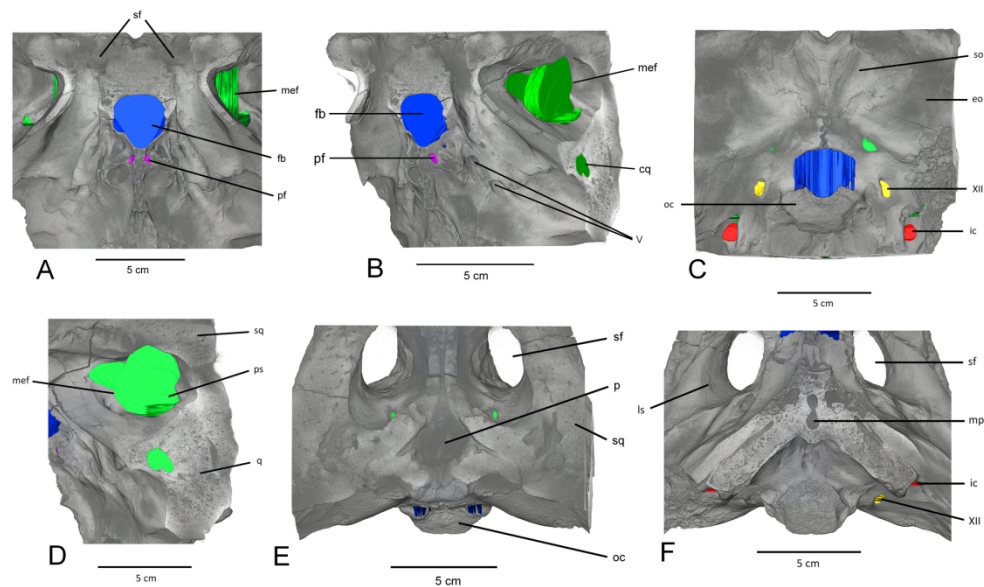 sf
mef
fb
pf
A
5 cm
mef
fb
pf
cq
V
B
5 cm
so
eo
XII
oc
ic
C
5 cm
sq
mef
ps
q
D
5 cm
sf
p
sq
oc
E
5 cm
sf
ls
mp
ic
XII
F
5 cm